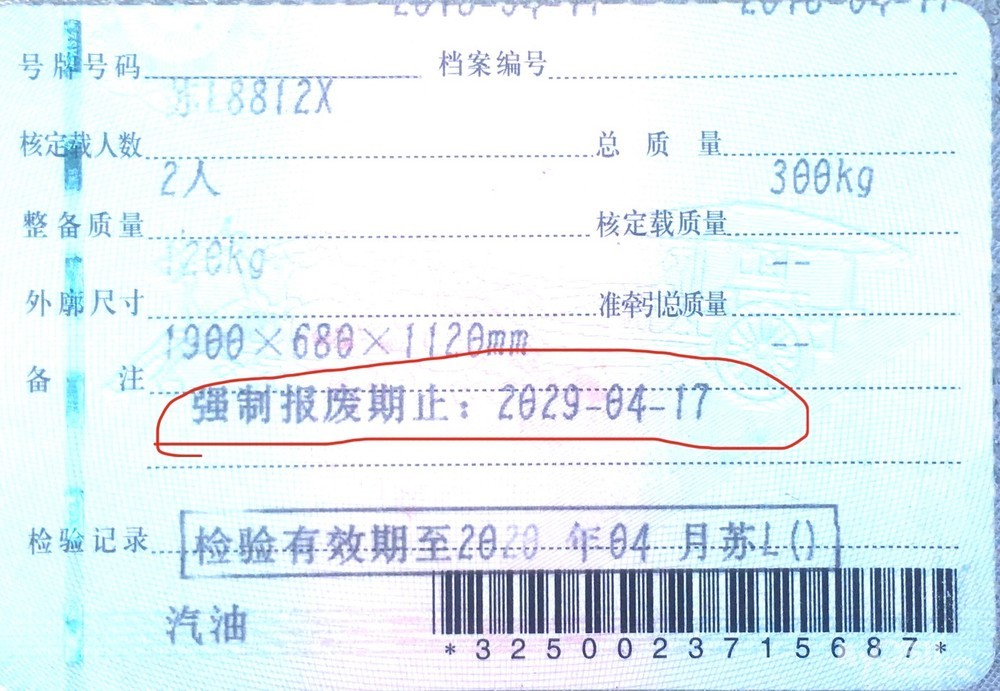 号牌号码 苏L8812X 档案编号
核定载人数 2人 总质量 300kg
整备质量 120kg 核定载质量 --
外廓尺寸 1900×680×1120mm 准牵引总质量 --
备注 强制报废期止：2029-04-17
检验记录 检验有效期至2020 年04 月苏L()
汽油
*3250023715687*